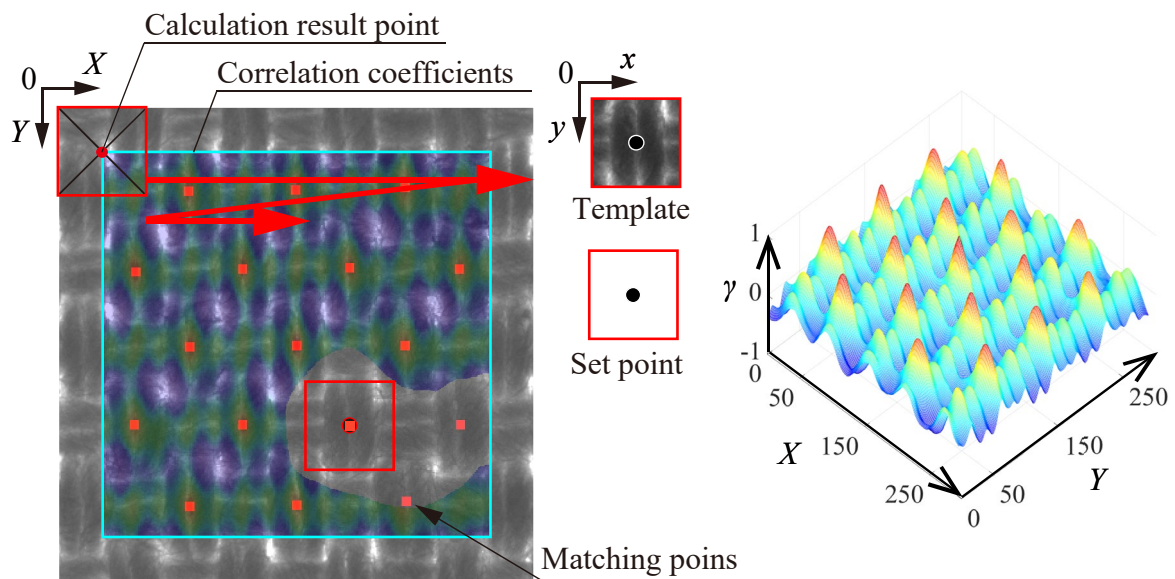 Calculation result point
0
X
Correlation coefficients
Y
0
x
y
Template
Set point
Matching poins
1
γ
0
-1
0
50
X
150
250
0
50
Y
150
250